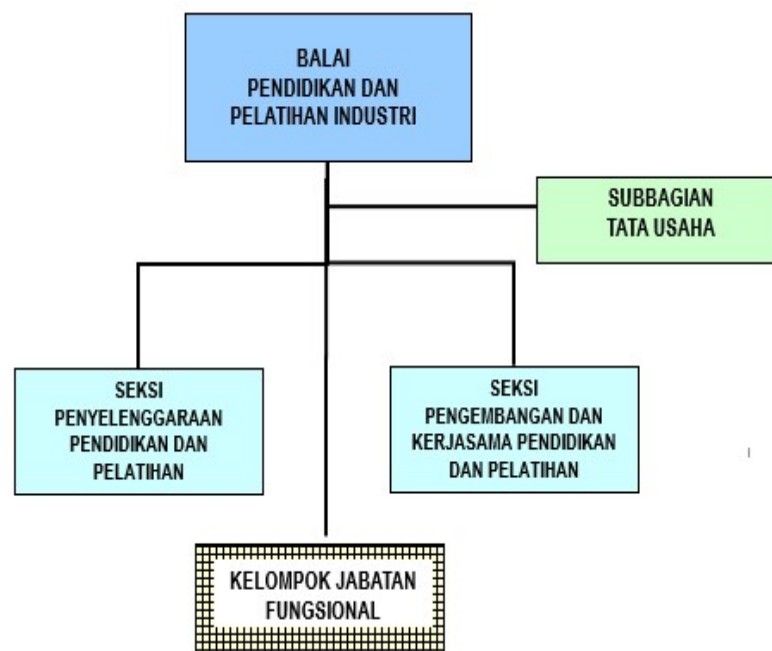 BALAI
PENDIDIKAN DAN
PELATIHAN INDUSTRI
SUBBAGIAN
TATA USAHA
SEKSI
PENYELENGGARAAN
PENDIDIKAN DAN
PELATIHAN
SEKSI
PENGEMBANGAN DAN
KERJASAMA PENDIDIKAN
DAN PELATIHAN
KELOMPOK JABATAN
FUNGSIONAL